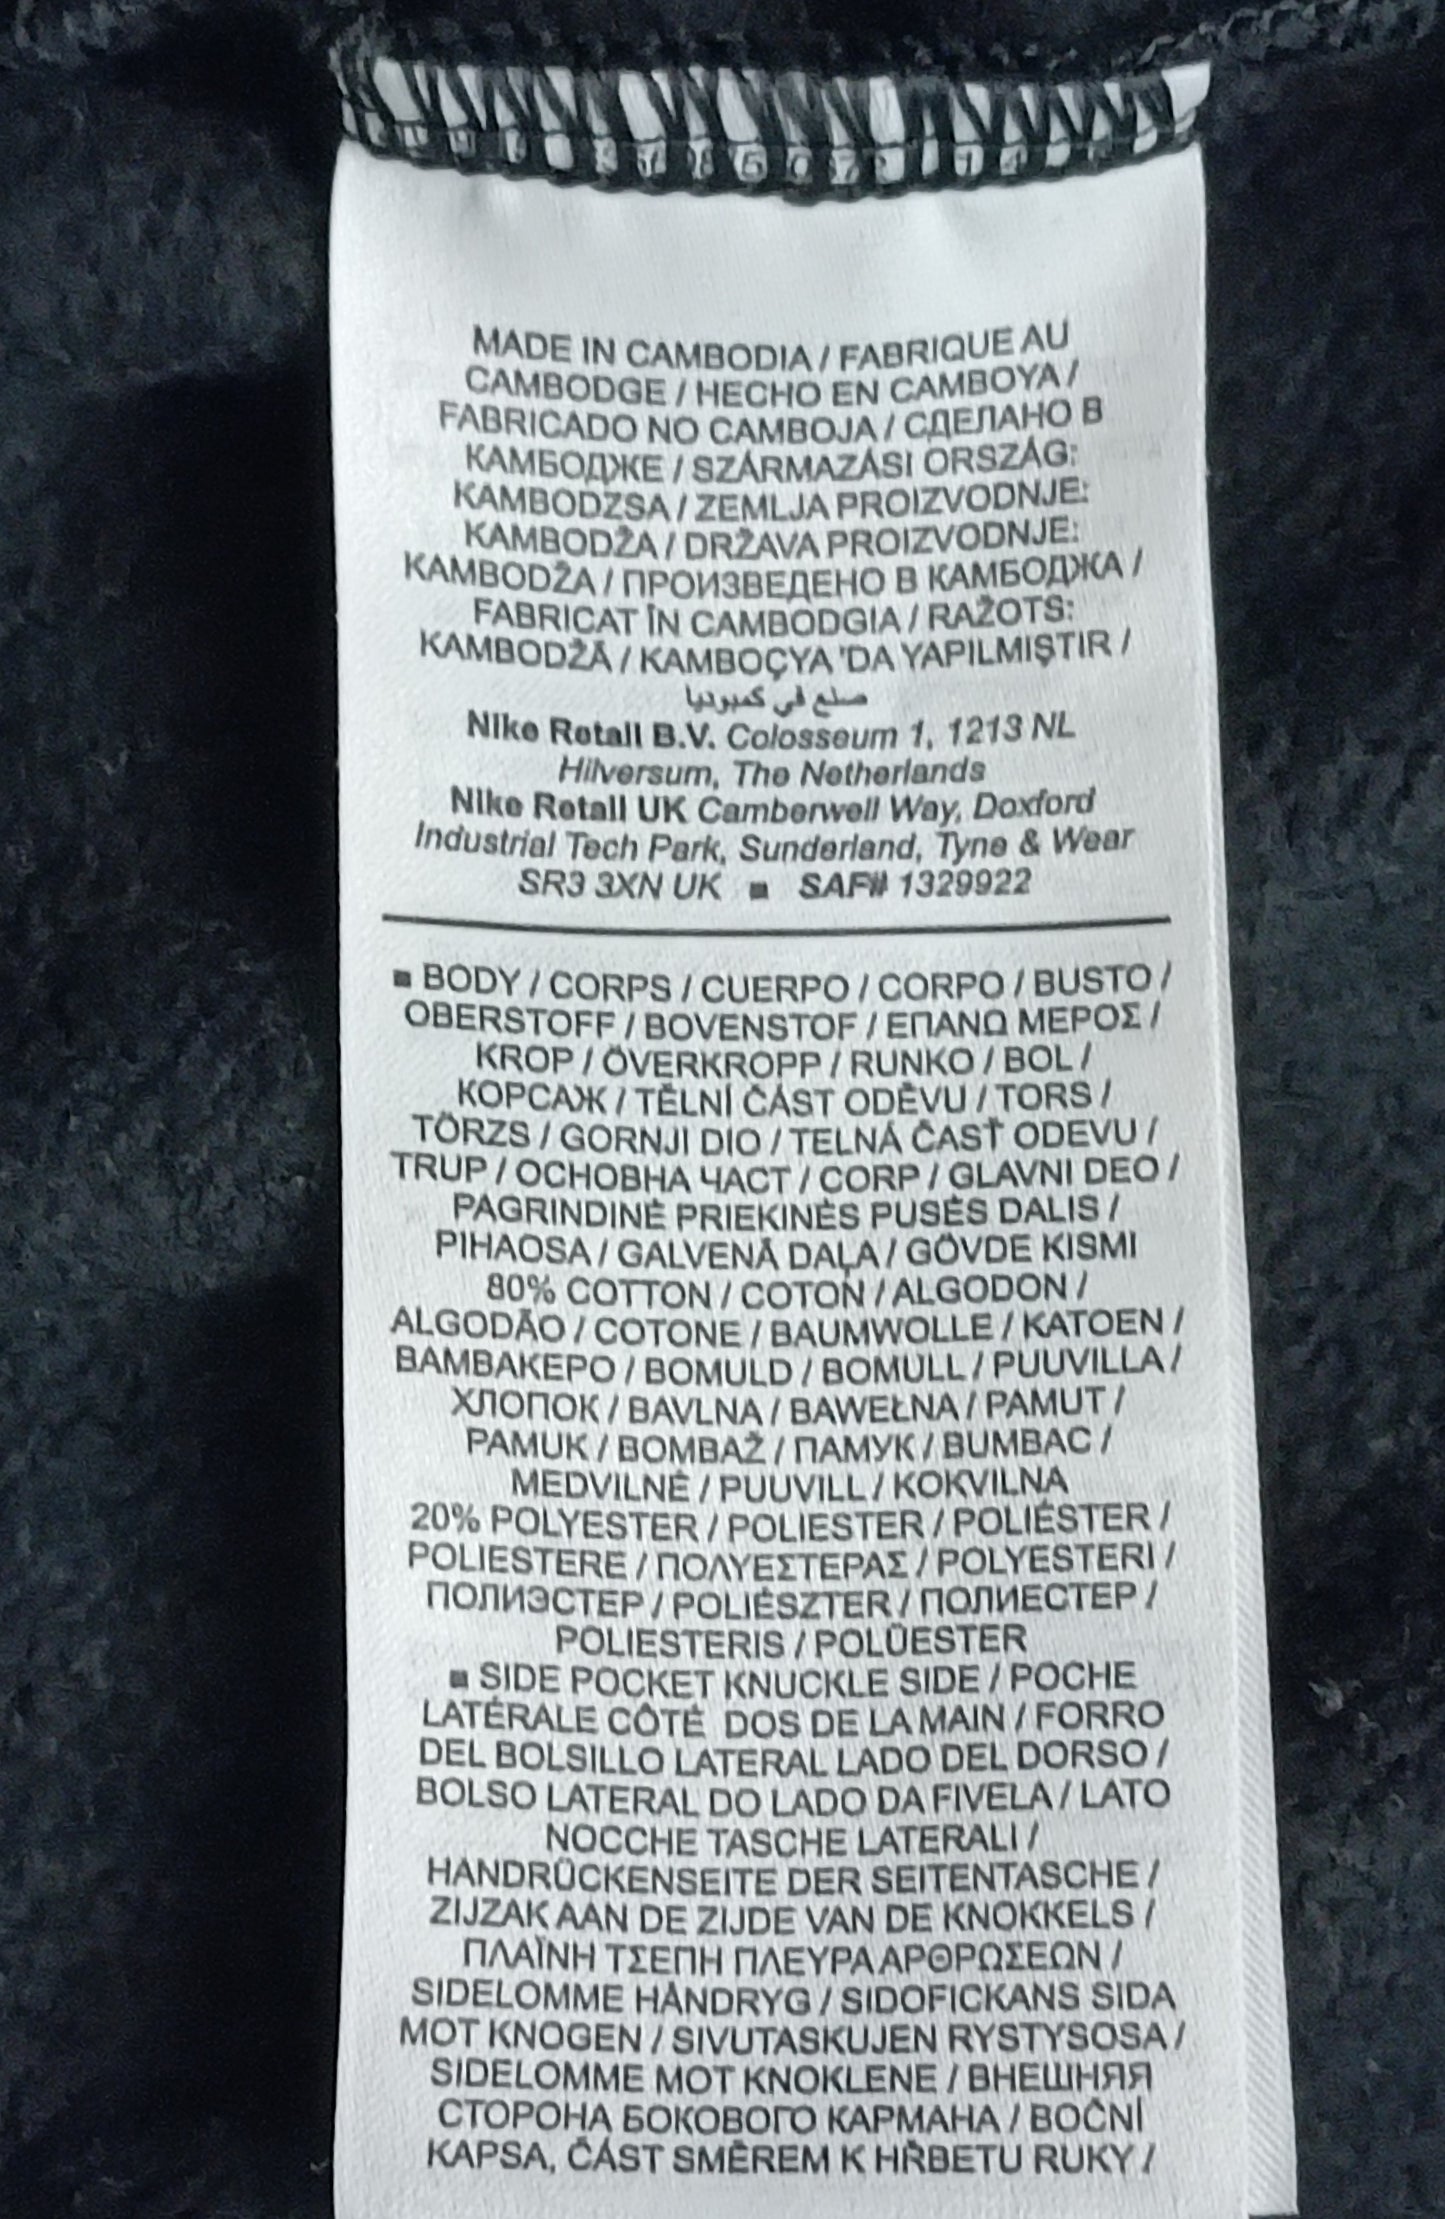 MADE IN CAMBODIA / FABRIQUE AU
CAMBODGE / HECHO EN CAMBOYA /
FABRICADO NO CAMBOJA / СДЕЛАНО В
КАМБОДЖЕ / SZÁRMAZÁSI ORSZÁG:
KAMBODZSA / ZEMLJA PROIZVODNJE:
KAMBODŽA / DRŽAVA PROIZVODNJE:
KAMBODŽA / ПРОИЗВЕДЕНО В КАМБОДЖА /
FABRICAT ÎN CAMBODGIA / RAŽOTS:
KAMBODŽĀ / KAMBOÇYA 'DA YAPILMIŞTIR /
صنع في كمبوديا
Nike Retail B.V. Colosseum 1, 1213 NL
Hilversum, The Netherlands
Nike Retail UK Camberwell Way, Doxford
Industrial Tech Park, Sunderland, Tyne & Wear
SR3 3XN UK ■ SAF# 1329922
■ BODY / CORPS / CUERPO / CORPO / BUSTO /
OBERSTOFF / BOVENSTOF / ΕΠΑΝΩ ΜΕΡΟΣ /
KROP / ÖVERKROPP / RUNKO / BOL /
КОРСАЖ / TĚLNÍ ČÁST ODĚVU / TORS /
TÖRZS / GORNJI DIO / TELNÁ ČASŤ ODEVU /
TRUP / ОСНОВНА ЧАСТ / CORP / GLAVNI DEO /
PAGRINDINĖ PRIEKINĖS PUSĖS DALIS /
PIHAOSA / GALVENĀ DAĻA / GÖVDE KISMI
80% COTTON / COTON / ALGODON /
ALGODÃO / COTONE / BAUMWOLLE / KATOEN /
ΒΑΜΒΑΚΕΡΟ / BOMULD / BOMULL / PUUVILLA /
ХЛОПОК / BAVLNA / BAWEŁNA / PAMUT /
PAMUK / BOMBAŽ / ПАМУК / BUMBAC /
MEDVILNĖ / PUUVILL / KOKVILNA
20% POLYESTER / POLIESTER / POLIÉSTER /
POLIESTERE / ΠΟΛΥΕΣΤΕΡΑΣ / POLYESTERI /
ПОЛИЭСТЕР / POLIÉSZTER / ПОЛИЕСТЕР /
POLIESTERIS / POLÜESTER
■ SIDE POCKET KNUCKLE SIDE / POCHE
LATÉRALE CÔTÉ DOS DE LA MAIN / FORRO
DEL BOLSILLO LATERAL LADO DEL DORSO /
BOLSO LATERAL DO LADO DA FIVELA / LATO
NOCCHE TASCHE LATERALI /
HANDRÜCKENSEITE DER SEITENTASCHE /
ZIJZAK AAN DE ZIJDE VAN DE KNOKKELS /
ΠΛΑΪΝΗ ΤΣΕΠΗ ΠΛΕΥΡΑ ΑΡΘΡΩΣΕΩΝ /
SIDELOMME HÅNDRYG / SIDOFICKANS SIDA
MOT KNOGEN / SIVUTASKUJEN RYSTYSOSA /
SIDELOMME MOT KNOKLENE / ВНЕШНЯЯ
СТОРОНА БОКОВОГО КАРМАНА / BOČNÍ
KAPSA, ČÁST SMĚREM K HŘBETU RUKY /